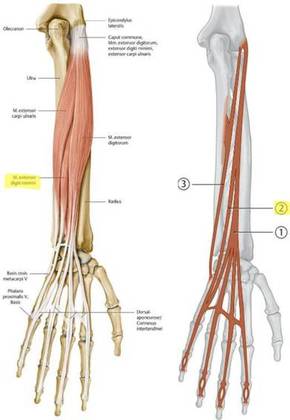 Olecranon
Epicondylus
lateralis
Caput commune,
Mm. extensor digitorum,
extensor digiti minimi,
extensor carpi ulnaris
Ulna
M. extensor
carpi ulnaris
M. extensor
digitorum
M. extensor
digiti minimi
Radius
Basis ossis
metacarpi V
Phalanx
proximalis V,
Basis
Dorsal-
aponeurose/
Connexus
intertendinei
3
2
1